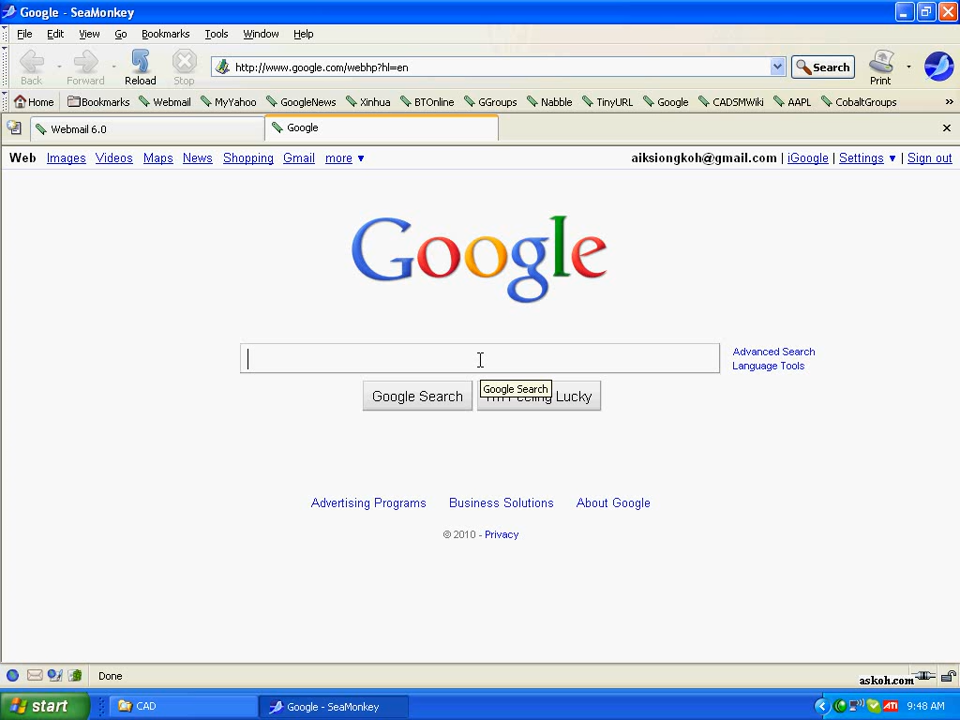 Google - SeaMonkey
File Edit View Go Bookmarks Tools Window Help
Back Forward Reload Stop http://www.google.com/webhp?hl=en Search Print
Home Bookmarks Webmail MyYahoo GoogleNews Xinhua BTOnline GGroups Nabble TinyURL Google CADSMWiki AAPL CobaltGroups »
Webmail 6.0 Google
Web Images Videos Maps News Shopping Gmail more ▼ aiksiongkoh@gmail.com | iGoogle | Settings ▼ | Sign out
Google
Advanced Search
Language Tools
Google Search Feeling Lucky
Google Search
Advertising Programs Business Solutions About Google
© 2010 - Privacy
Done
askoh.com
start CAD Google - SeaMonkey ATI 9:48 AM